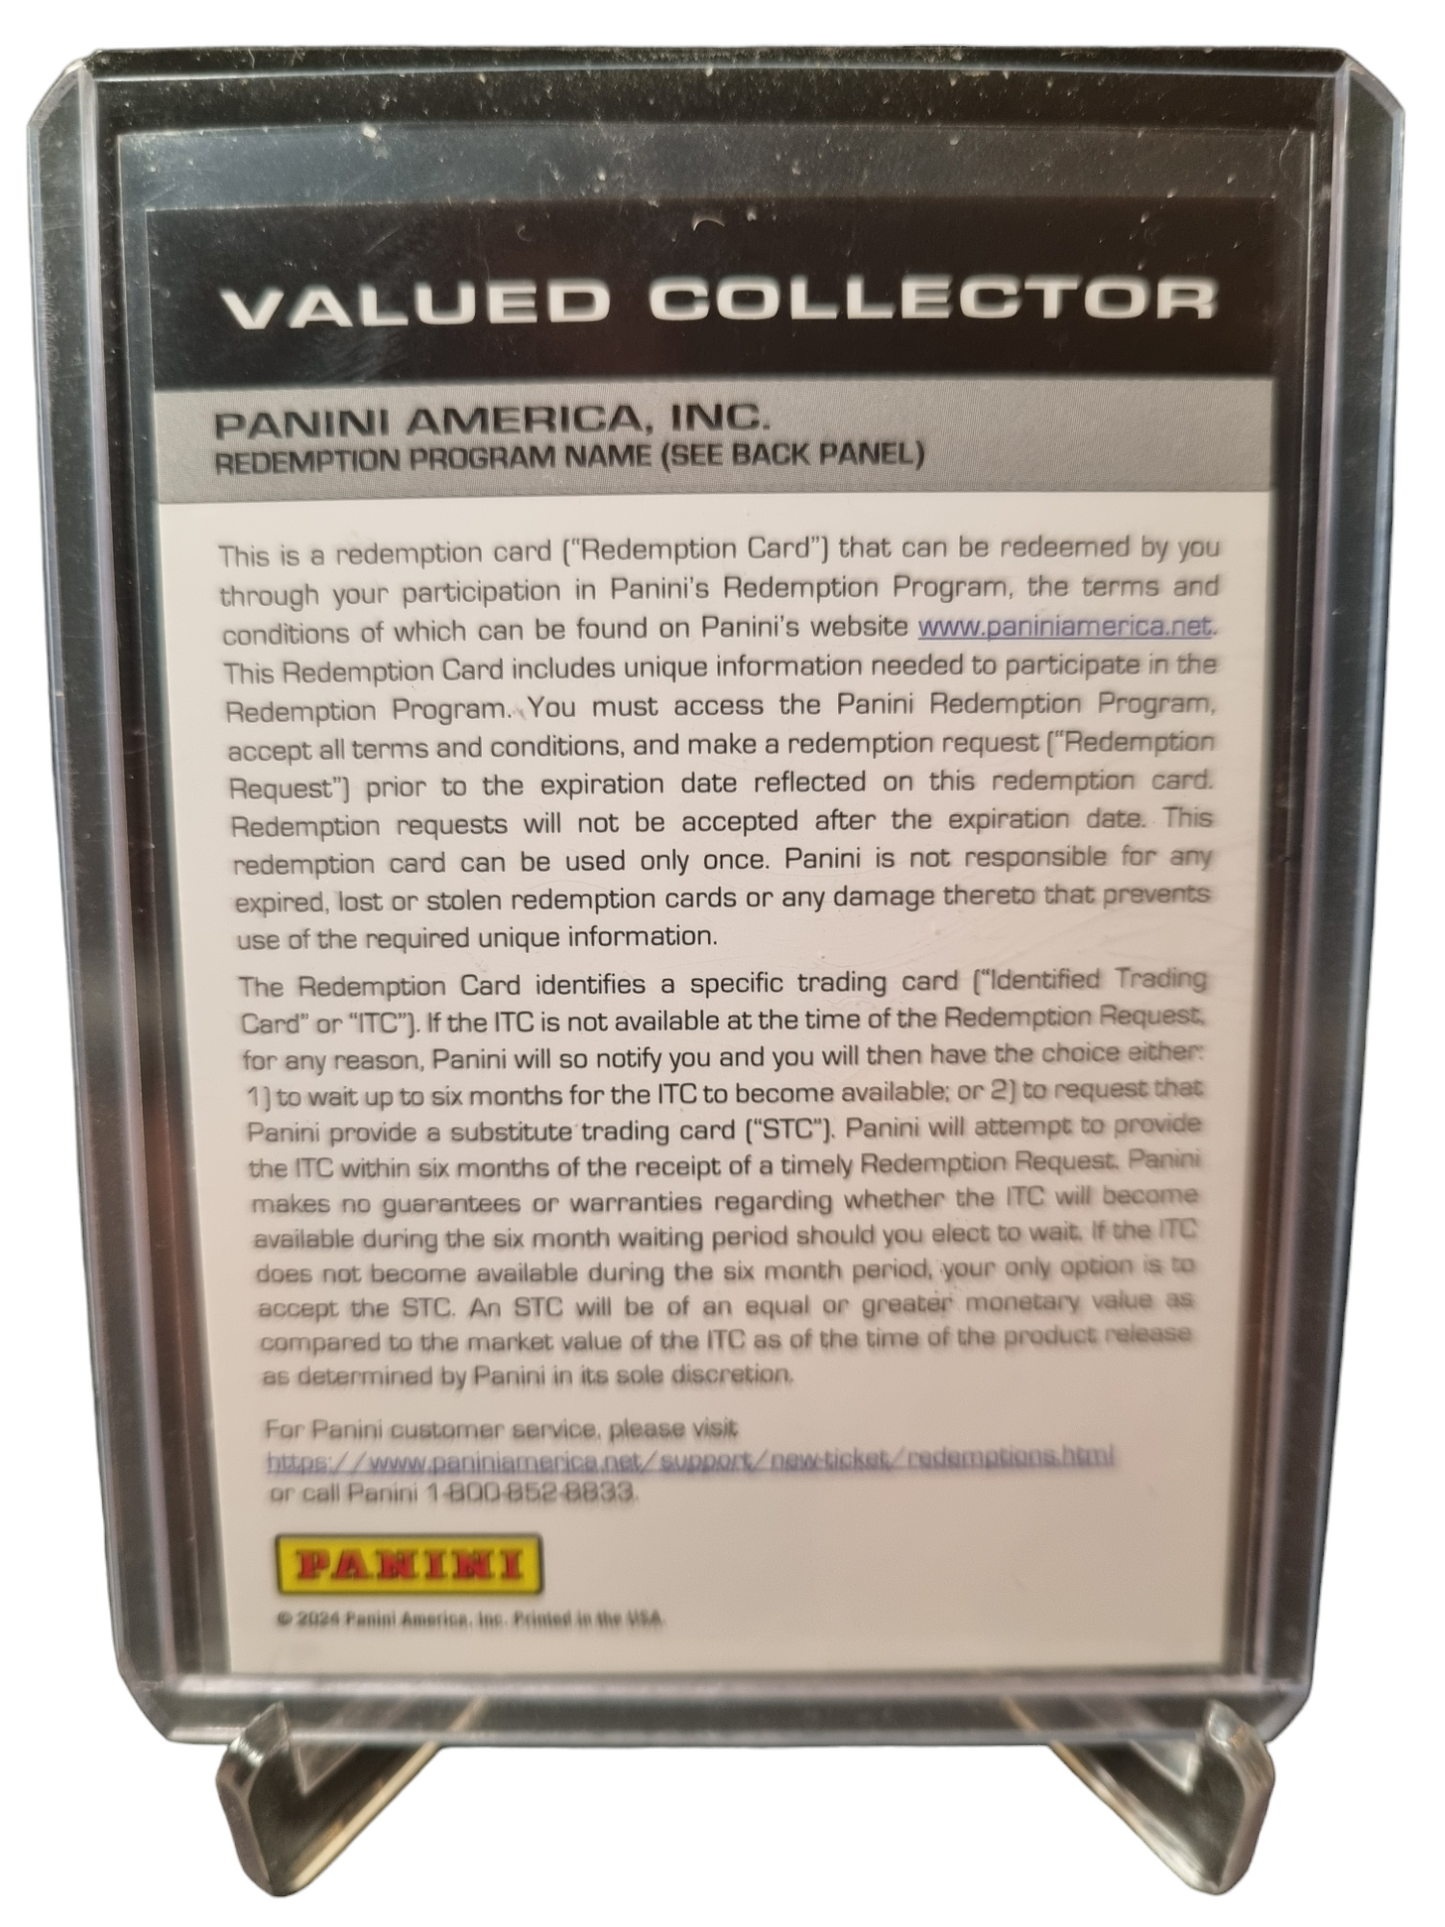 VALUED COLLECTOR
PANINI AMERICA, INC.
REDEMPTION PROGRAM NAME (SEE BACK PANEL)
This is a redemption card (“Redemption Card”) that can be redeemed by you
through your participation in Panini’s Redemption Program, the terms and
conditions of which can be found on Panini’s website www.paniniamerica.net.
This Redemption Card includes unique information needed to participate in the
Redemption Program. You must access the Panini Redemption Program,
accept all terms and conditions, and make a redemption request (“Redemption
Request”) prior to the expiration date reflected on this redemption card.
Redemption requests will not be accepted after the expiration date. This
redemption card can be used only once. Panini is not responsible for any
expired, lost or stolen redemption cards or any damage thereto that prevents
use of the required unique information.
The Redemption Card identifies a specific trading card (“Identified Trading
Card” or “ITC”). If the ITC is not available at the time of the Redemption Request,
for any reason, Panini will so notify you and you will then have the choice either:
1) to wait up to six months for the ITC to become available; or 2) to request that
Panini provide a substitute trading card (“STC”). Panini will attempt to provide
the ITC within six months of the receipt of a timely Redemption Request. Panini
makes no guarantees or warranties regarding whether the ITC will become
available during the six month waiting period should you elect to wait. If the ITC
does not become available during the six month period, your only option is to
accept the STC. An STC will be of an equal or greater monetary value as
compared to the market value of the ITC as of the time of the product release
as determined by Panini in its sole discretion.
For Panini customer service, please visit
https://www.paniniamerica.net/support/new-ticket/redemptions.html
or call Panini 1-800-852-8833.
PANINI
© 2024 Panini America, Inc. Printed in the USA.